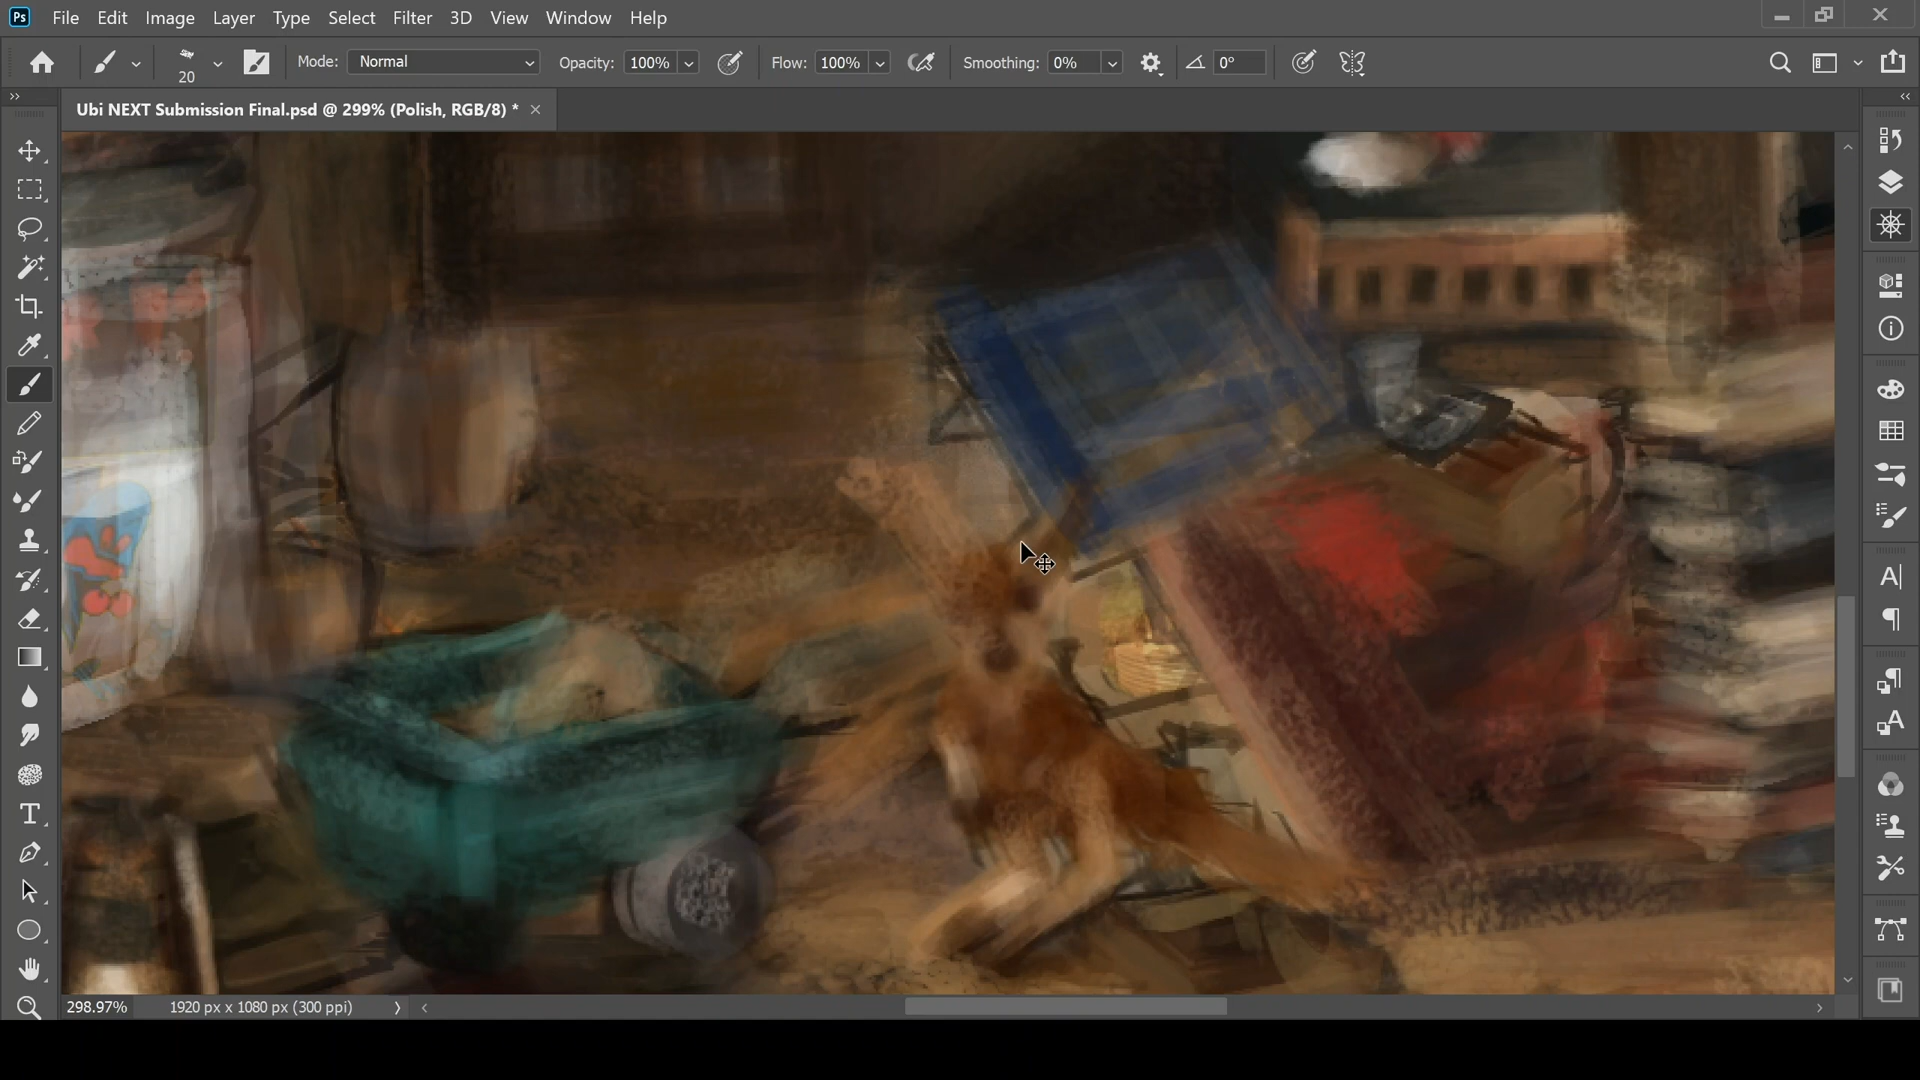 Ps File Edit Image Layer Type Select Filter 3D View Window Help
20 Mode: Normal Opacity: 100% Flow: 100% Smoothing: 0% 0°
Ubi NEXT Submission Final.psd @ 299% (Polish, RGB/8) *
298.97% 1920 px x 1080 px (300 ppi)